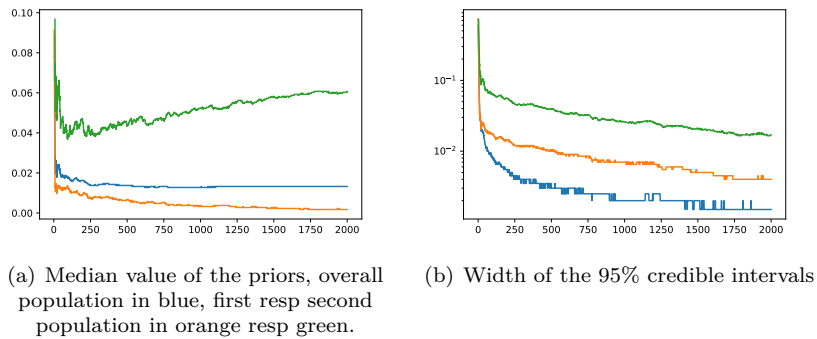 0.10
0.08
0.06
0.04
0.02
0.00
0 250 500 750 1000 1250 1500 1750 2000
10⁻¹
10⁻²
0 250 500 750 1000 1250 1500 1750 2000
(a) Median value of the priors, overall
population in blue, first resp second
population in orange resp green.
(b) Width of the 95% credible intervals